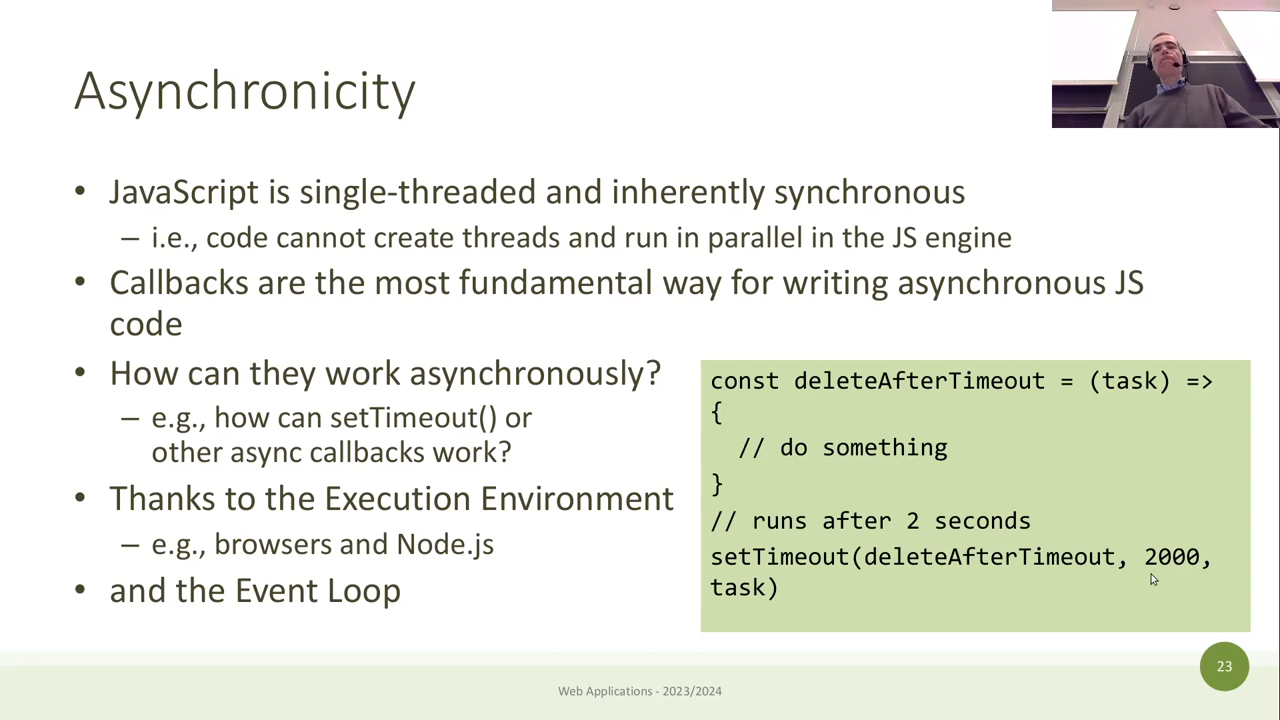 Asynchronicity
• JavaScript is single-threaded and inherently synchronous
– i.e., code cannot create threads and run in parallel in the JS engine
• Callbacks are the most fundamental way for writing asynchronous JS
code
• How can they work asynchronously?
– e.g., how can setTimeout() or
other async callbacks work?
• Thanks to the Execution Environment
– e.g., browsers and Node.js
• and the Event Loop
const deleteAfterTimeout = (task) =>
{
// do something
}
// runs after 2 seconds
setTimeout(deleteAfterTimeout, 2000,
task)
23
Web Applications - 2023/2024